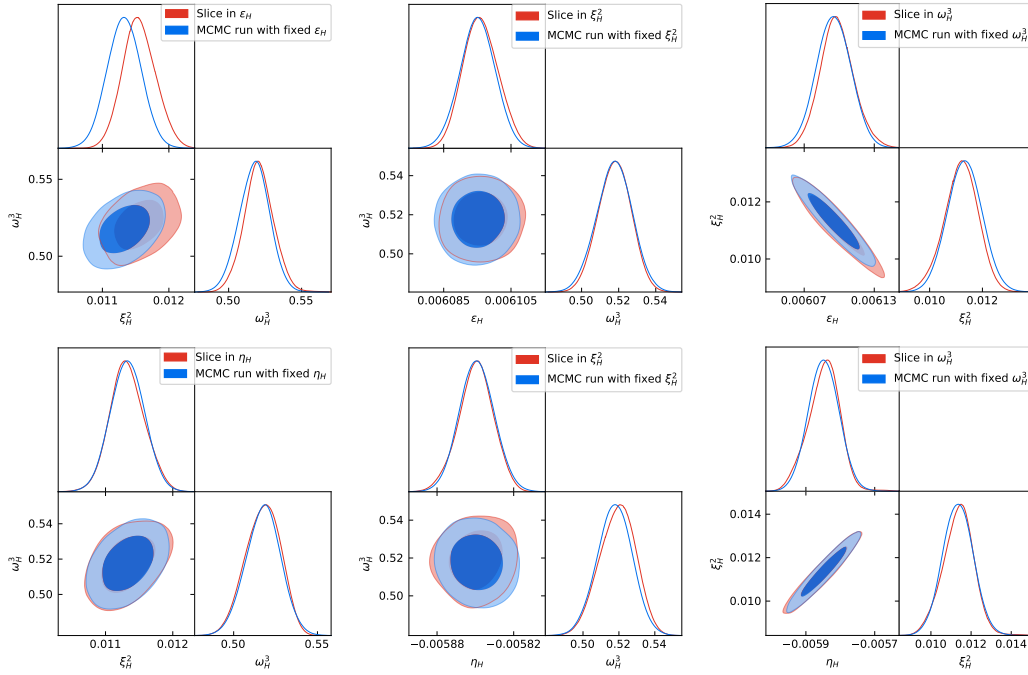 Slice in ε_H
MCMC run with fixed ε_H
0.55
0.50
ω_H^3
0.011
0.012
ξ_H^2
0.50
0.55
ω_H^3
Slice in ξ_H^2
MCMC run with fixed ξ_H^2
0.54
0.52
0.50
ω_H^3
0.006085
0.006105
ε_H
0.50
0.52
0.54
ω_H^3
Slice in ω_H^3
MCMC run with fixed ω_H^3
0.012
0.010
ξ_H^2
0.00607
0.00613
ε_H
0.010
0.012
ξ_H^2
Slice in η_H
MCMC run with fixed η_H
0.54
0.52
0.50
ω_H^3
0.011
0.012
ξ_H^2
0.50
0.55
ω_H^3
Slice in ξ_H^2
MCMC run with fixed ξ_H^2
0.54
0.52
0.50
ω_H^3
−0.00588
−0.00582
η_H
0.50
0.52
0.54
ω_H^3
Slice in ω_H^3
MCMC run with fixed ω_H^3
0.014
0.012
0.010
ξ_H^2
−0.0059
−0.0057
η_H
0.010
0.012
0.014
ξ_H^2